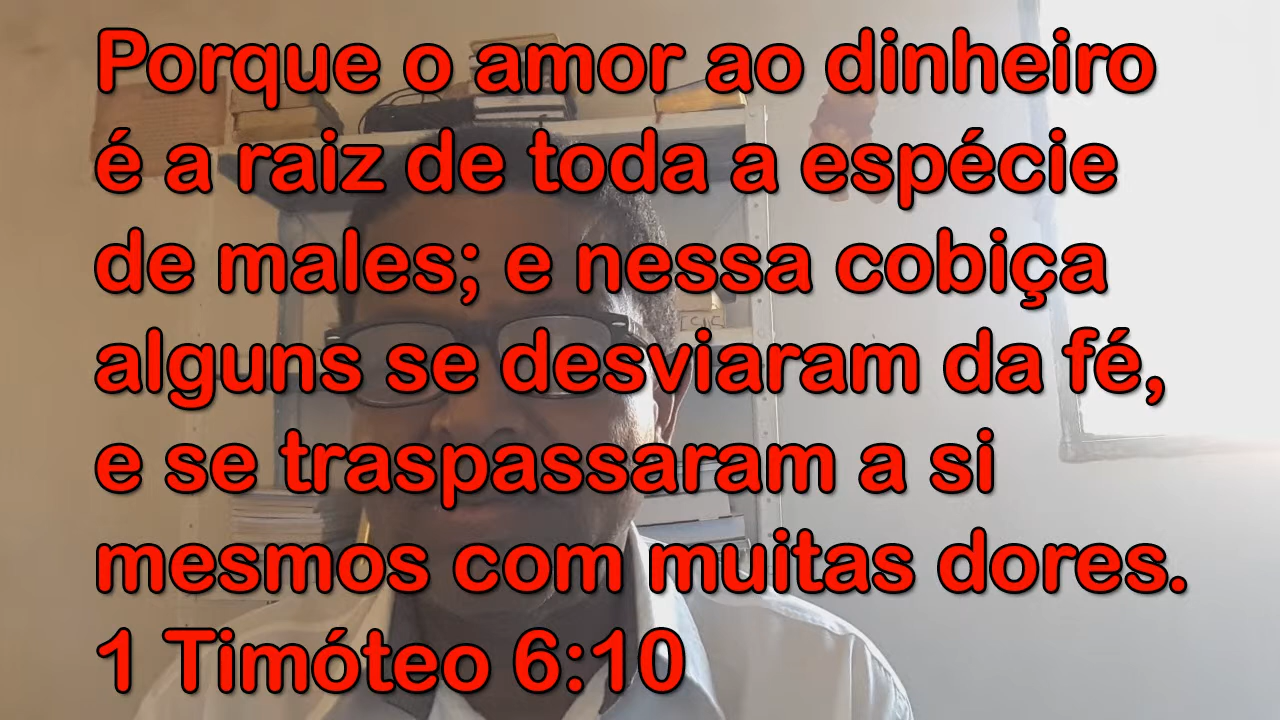 Porque o amor ao dinheiro
é a raiz de toda a espécie
de males; e nessa cobiça
alguns se desviaram da fé,
e se traspassaram a si
mesmos com muitas dores.
1 Timóteo 6:10